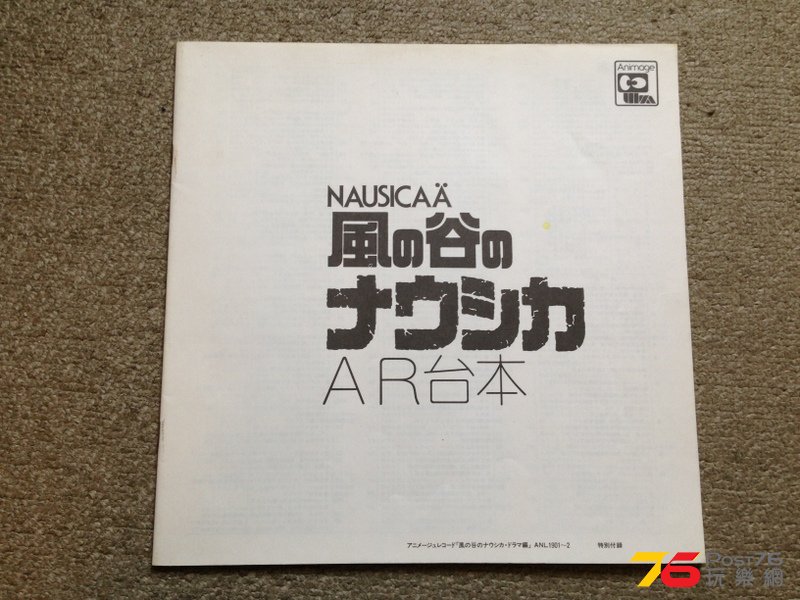 Animage
NAUSICAÄ
風の谷の
ナウシカ
AR台本
アニメージュレコード「風の谷のナウシカ・ドラマ編」ANL1901〜2 特別付録
76 Post76
玩樂網